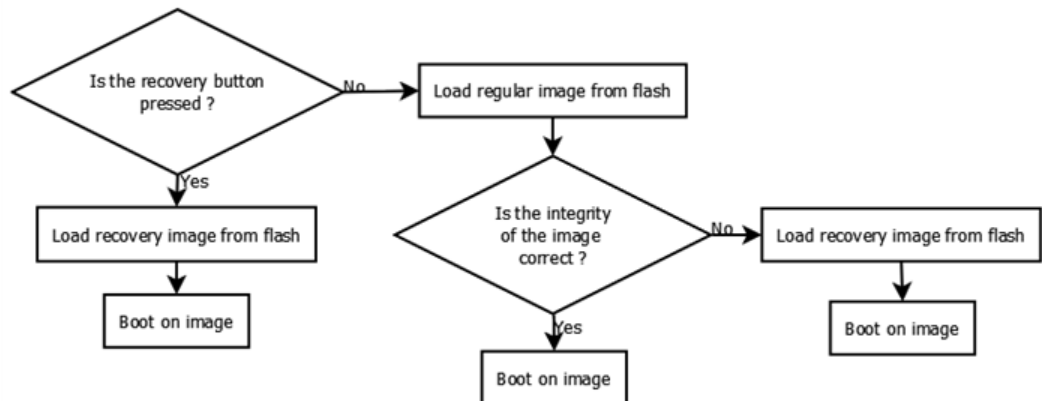 Is the recovery button
pressed ?
No
Load regular image from flash
Yes
Load recovery image from flash
Boot on image
Is the integrity
of the image
correct ?
No
Load recovery image from flash
Boot on image
Yes
Boot on image